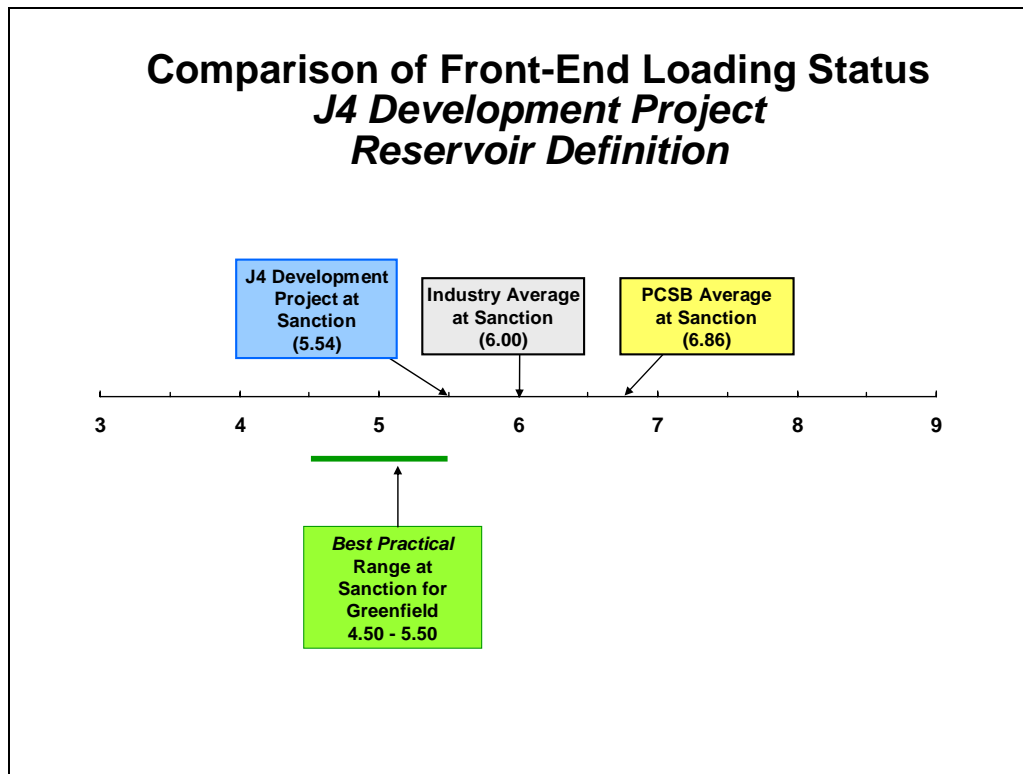 Comparison of Front-End Loading Status
J4 Development Project
Reservoir Definition
J4 Development
Project at
Sanction
(5.54)
Industry Average
at Sanction
(6.00)
PCSB Average
at Sanction
(6.86)
3 4 5 6 7 8 9
Best Practical
Range at
Sanction for
Greenfield
4.50 - 5.50